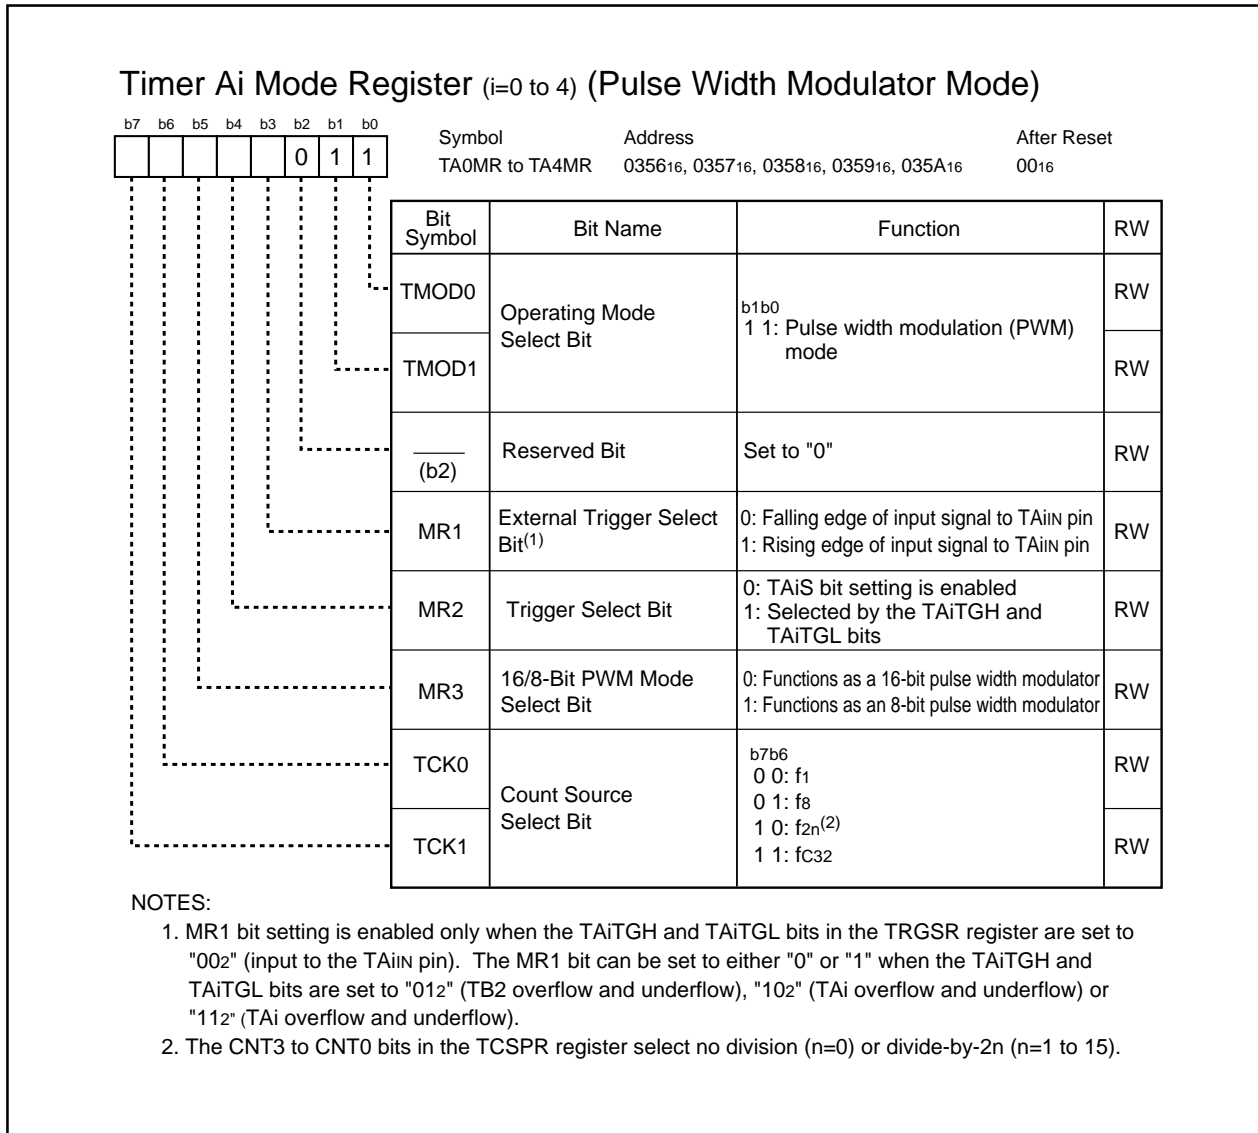 Timer Ai Mode Register (i=0 to 4) (Pulse Width Modulator Mode)
b7 b6 b5 b4 b3 b2 b1 b0
0 1 1
Symbol Address After Reset
TA0MR to TA4MR 035616, 035716, 035816, 035916, 035A16 0016
Bit Symbol Bit Name Function RW
TMOD0 RW
Operating Mode Select Bit
b1b0
1 1: Pulse width modulation (PWM) mode
TMOD1 RW
(b2) Reserved Bit Set to "0" RW
MR1 External Trigger Select Bit(1)
0: Falling edge of input signal to TAiIN pin
1: Rising edge of input signal to TAiIN pin
RW
MR2 Trigger Select Bit
0: TAiS bit setting is enabled
1: Selected by the TAiTGH and
TAiTGL bits
RW
MR3 16/8-Bit PWM Mode Select Bit
0: Functions as a 16-bit pulse width modulator
1: Functions as an 8-bit pulse width modulator
RW
TCK0 RW
Count Source Select Bit
b7b6
0 0: f1
0 1: f8
1 0: f2n(2)
1 1: fC32
TCK1 RW
NOTES:
1. MR1 bit setting is enabled only when the TAiTGH and TAiTGL bits in the TRGSR register are set to
"002" (input to the TAiIN pin). The MR1 bit can be set to either "0" or "1" when the TAiTGH and
TAiTGL bits are set to "012" (TB2 overflow and underflow), "102" (TAi overflow and underflow) or
"112" (TAi overflow and underflow).
2. The CNT3 to CNT0 bits in the TCSPR register select no division (n=0) or divide-by-2n (n=1 to 15).